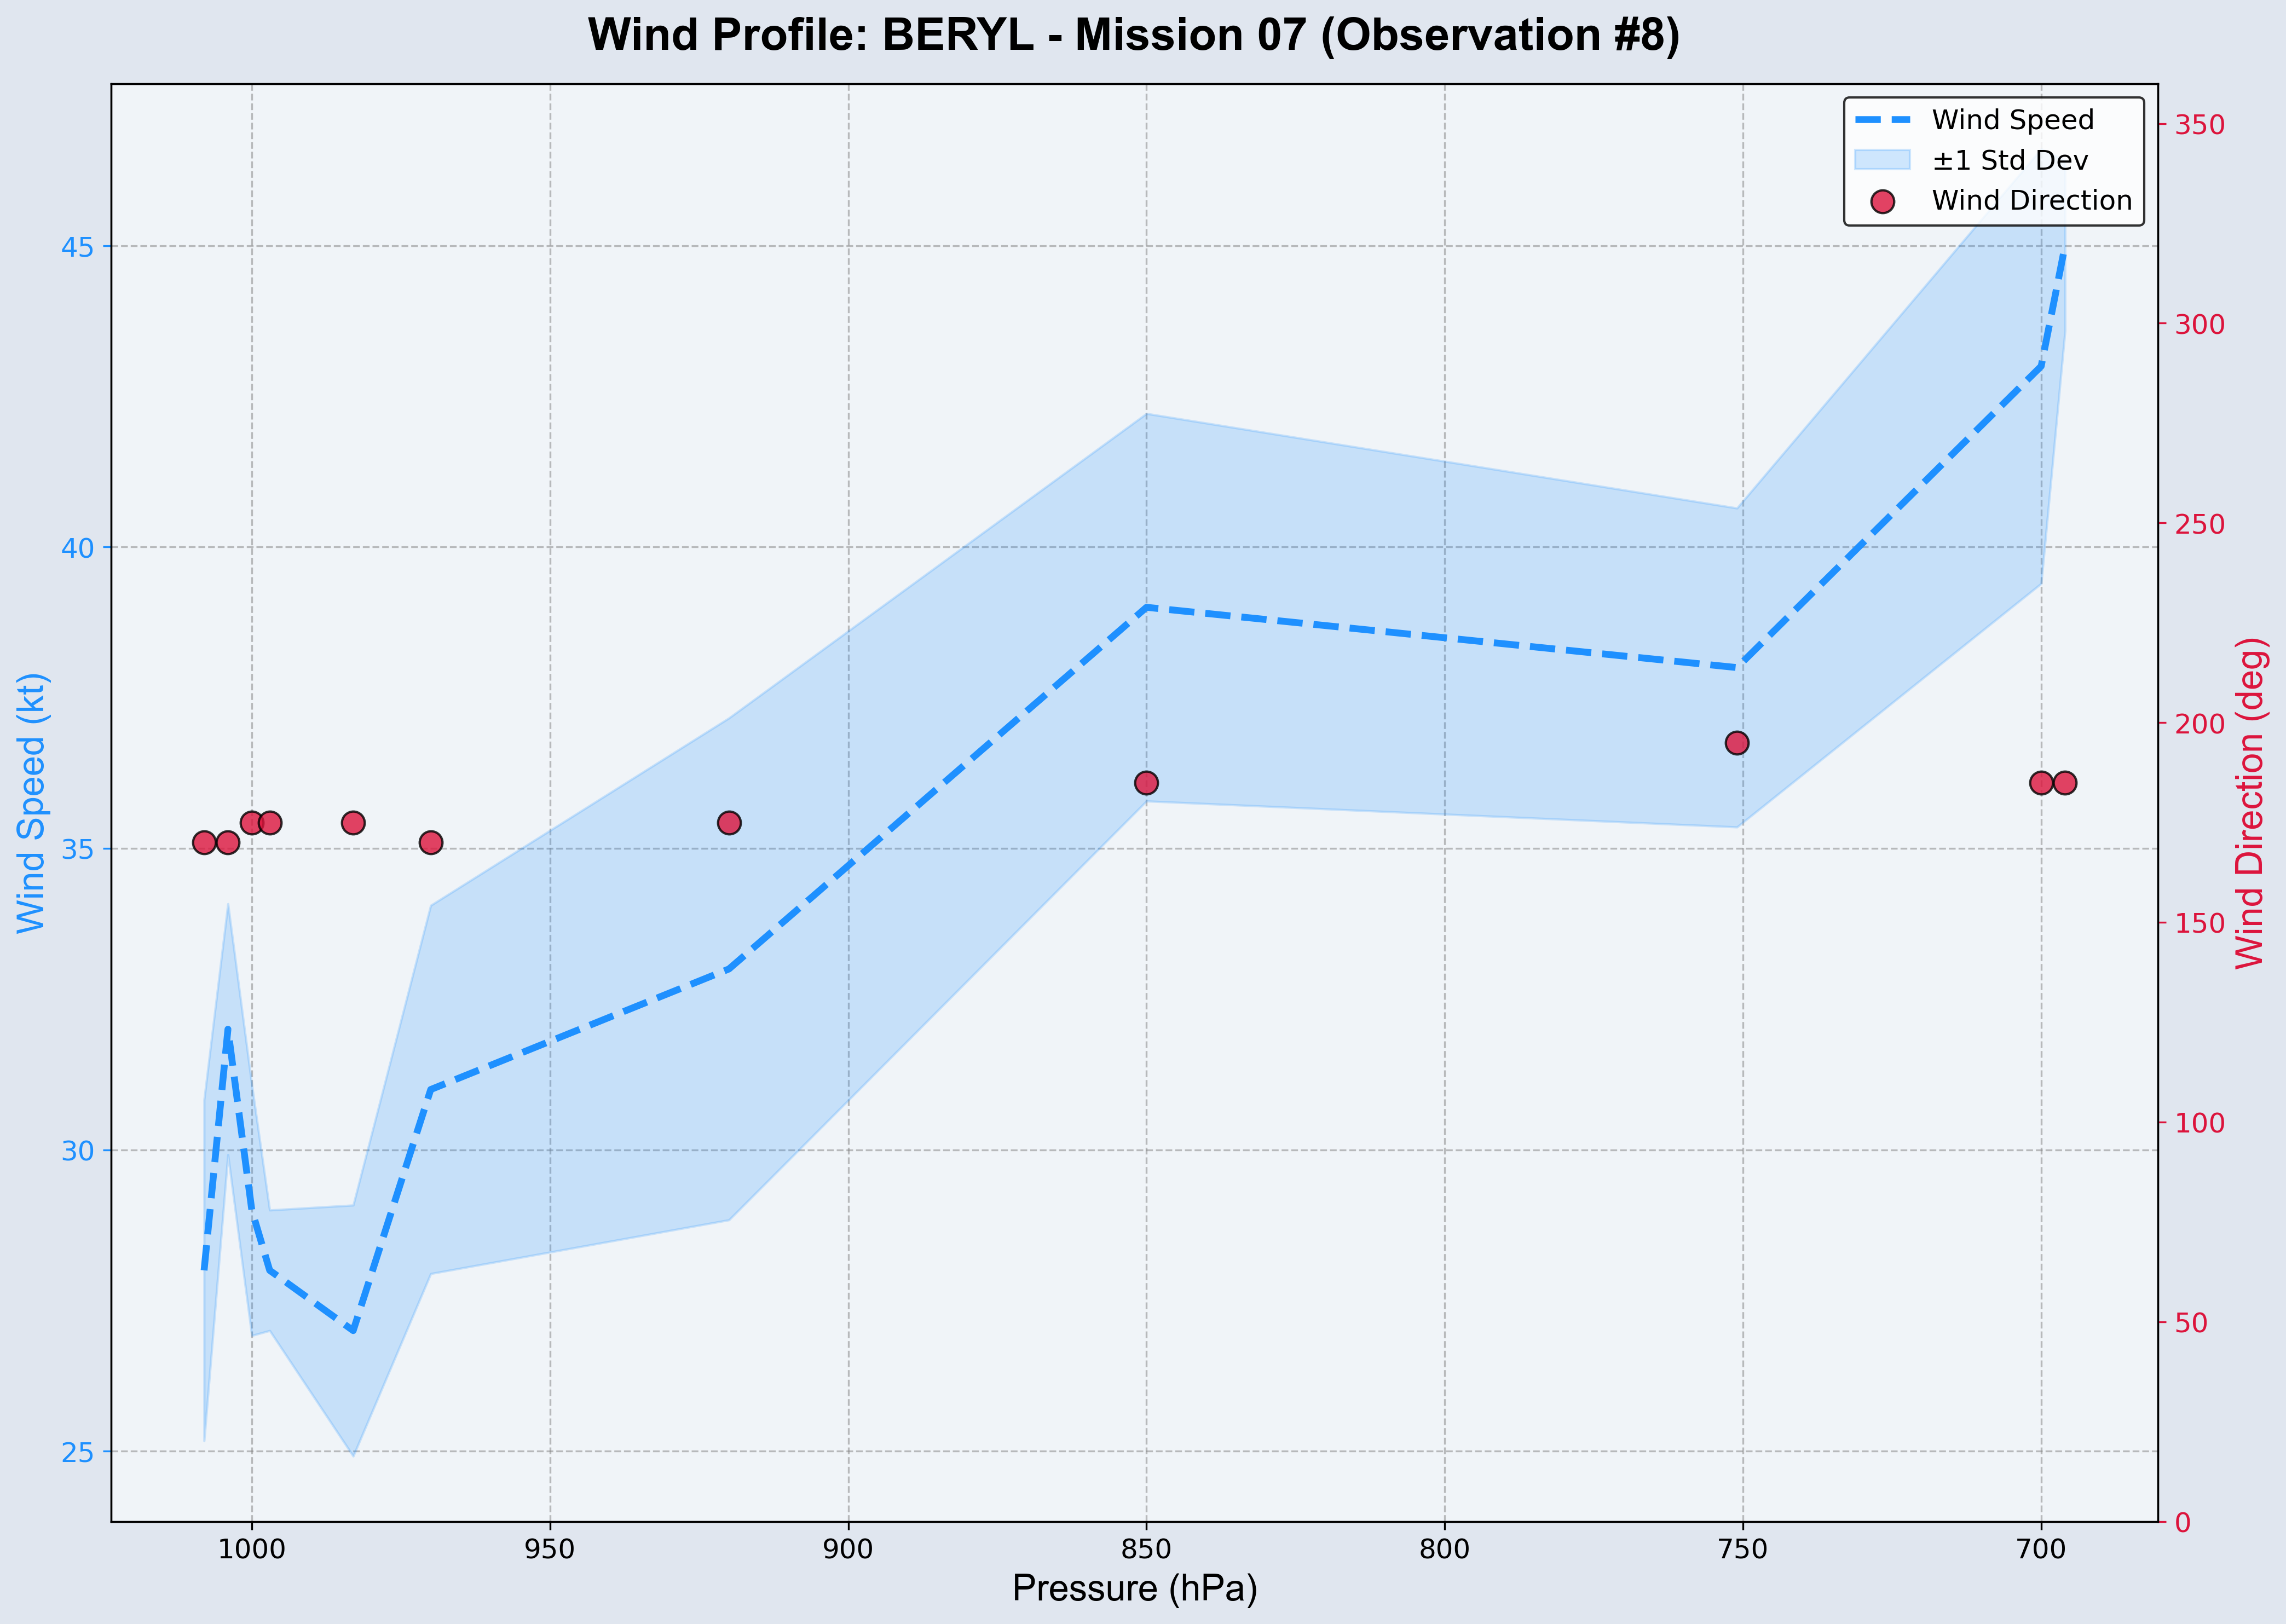 Wind Profile: BERYL - Mission 07 (Observation #8)
Wind Speed
±1 Std Dev
Wind Direction
Wind Speed (kt)
45
40
35
30
25
350
300
250
200
150
100
50
0
Wind Direction (deg)
1000 950 900 850 800 750 700
Pressure (hPa)